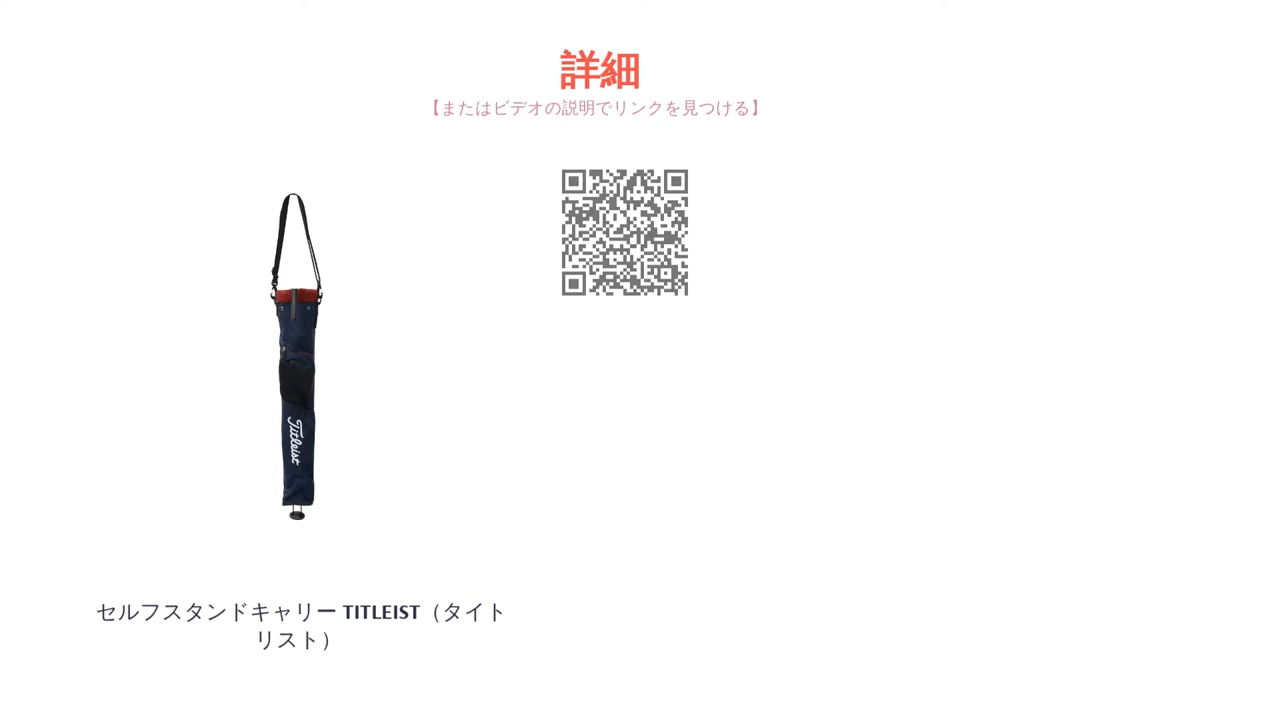 詳細
【またはビデオの説明でリンクを見つける】
Titleist
セルフスタンドキャリー TITLEIST（タイト
リスト）